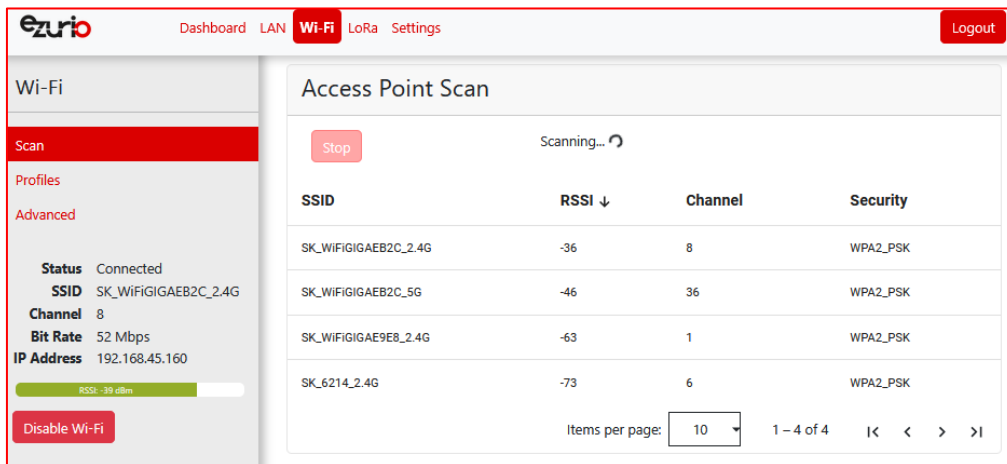 ezurio Dashboard LAN Wi-Fi LoRa Settings Logout
Wi-Fi
Scan
Profiles
Advanced
Status Connected
SSID SK_WiFiGIGAEB2C_2.4G
Channel 8
Bit Rate 52 Mbps
IP Address 192.168.45.160
RSSI: -39 dBm
Disable Wi-Fi
Access Point Scan
Stop Scanning...
SSID RSSI ↓ Channel Security
SK_WiFiGIGAEB2C_2.4G -36 8 WPA2_PSK
SK_WiFiGIGAEB2C_5G -46 36 WPA2_PSK
SK_WiFiGIGAE9E8_2.4G -63 1 WPA2_PSK
SK_6214_2.4G -73 6 WPA2_PSK
Items per page: 10 1 – 4 of 4